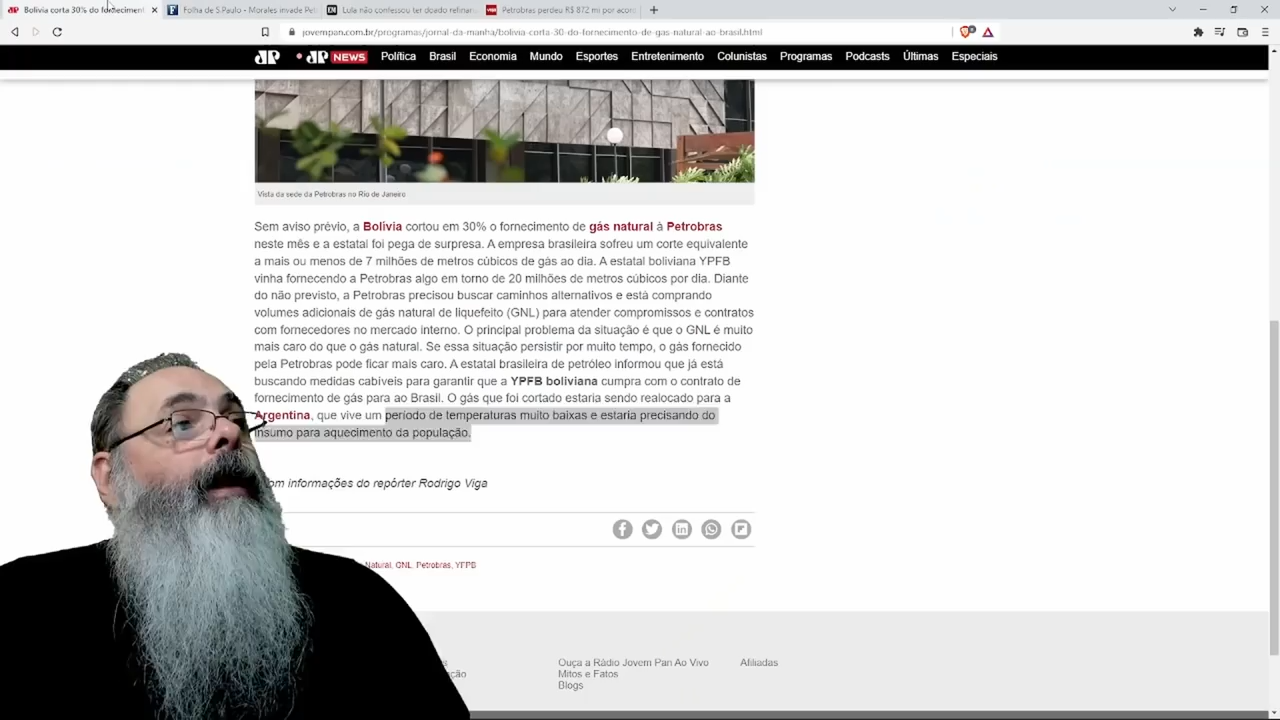 Bolívia corta 30% do fornecimento
Folha de S.Paulo - Morales invade Pet
Lula não confessou ter doado refinar
Petrobras perdeu R$ 872 mi por acor
jovempan.com.br/programas/jornal-da-manha/bolivia-corta-30-do-fornecimento-de-gas-natural-ao-brasil.html
JP JP NEWS Política Brasil Economia Mundo Esportes Entretenimento Colunistas Programas Podcasts Últimas Especiais
Vista da sede da Petrobras no Rio de Janeiro
Sem aviso prévio, a Bolívia cortou em 30% o fornecimento de gás natural à Petrobras
neste mês e a estatal foi pega de surpresa. A empresa brasileira sofreu um corte equivalente
a mais ou menos de 7 milhões de metros cúbicos de gás ao dia. A estatal boliviana YPFB
vinha fornecendo a Petrobras algo em torno de 20 milhões de metros cúbicos por dia. Diante
do não previsto, a Petrobras precisou buscar caminhos alternativos e está comprando
volumes adicionais de gás natural de liquefeito (GNL) para atender compromissos e contratos
com fornecedores no mercado interno. O principal problema da situação é que o GNL é muito
mais caro do que o gás natural. Se essa situação persistir por muito tempo, o gás fornecido
pela Petrobras pode ficar mais caro. A estatal brasileira de petróleo informou que já está
buscando medidas cabíveis para garantir que a YPFB boliviana cumpra com o contrato de
fornecimento de gás para ao Brasil. O gás que foi cortado estaria sendo realocado para a
Argentina, que vive um período de temperaturas muito baixas e estaria precisando do
insumo para aquecimento da população.
om informações do repórter Rodrigo Viga
Natural, GNL, Petrobras, YFPB
Ouça a Rádio Jovem Pan Ao Vivo Afiliadas
Mitos e Fatos
Blogs